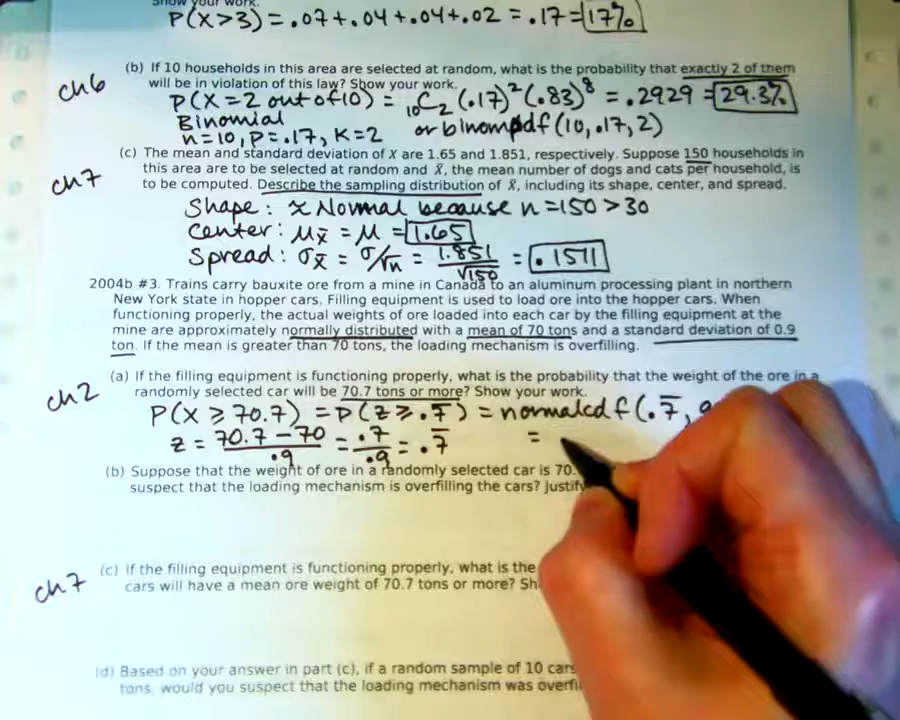 Show your work.
P(X>3) = .07+.04+.04+.02 = .17 = 17%
(b) If 10 households in this area are selected at random, what is the probability that exactly 2 of them
ch6
will be in violation of this law? Show your work.
P(X=2 out of 10) = 10C2 (.17)^2 (.83)^8 = .2929 = 29.3%
Binomial
n=10, P=.17, K=2 or binompdf(10,.17,2)
(c) The mean and standard deviation of X are 1.65 and 1.851, respectively. Suppose 150 households in
ch7
this area are to be selected at random and X̄, the mean number of dogs and cats per household, is
to be computed. Describe the sampling distribution of X̄, including its shape, center, and spread.
Shape: ≈ Normal because n=150 > 30
Center: μx̄ = μ = 1.65
Spread: σx̄ = σ/√n = 1.851/√150 = .1511
2004b #3. Trains carry bauxite ore from a mine in Canada to an aluminum processing plant in northern
New York state in hopper cars. Filling equipment is used to load ore into the hopper cars. When
functioning properly, the actual weights of ore loaded into each car by the filling equipment at the
mine are approximately normally distributed with a mean of 70 tons and a standard deviation of 0.9
ton. If the mean is greater than 70 tons, the loading mechanism is overfilling.
(a) If the filling equipment is functioning properly, what is the probability that the weight of the ore in a
ch2
randomly selected car will be 70.7 tons or more? Show your work.
P(X ≥ 70.7) = P(z ≥ .7̅) = normalcdf(.7̅, 9
z = 70.7-70/.9 = .7/.9 = .7̅ =
(b) Suppose that the weight of ore in a randomly selected car is 70.
suspect that the loading mechanism is overfilling the cars? Justify
(c) If the filling equipment is functioning properly, what is the
ch7
cars will have a mean ore weight of 70.7 tons or more? Sh
(d) Based on your answer in part (c), if a random sample of 10 cars
tons, would you suspect that the loading mechanism was overfi